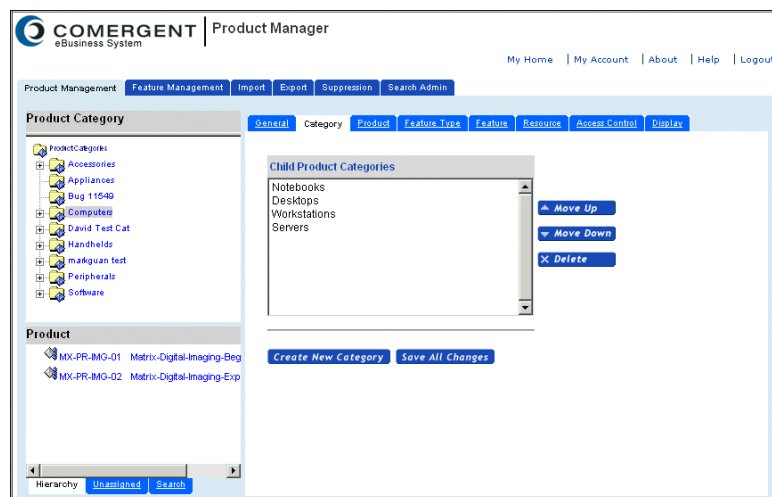 COMERGENT Product Manager
eBusiness System
My Home | My Account | About | Help | Logout
Product Management Feature Management Import Export Suppression Search Admin
Product Category
General Category Product Feature Type Feature Resource Access Control Display
ProductCategories
Accessories
Appliances
Bug 11549
Computers
David Test Cat
Handhelds
markguan test
Peripherals
Software
Child Product Categories
Notebooks
Desktops
Workstations
Servers
Move Up
Move Down
Delete
Create New Category Save All Changes
Product
MX-PR-IMG-01 Matrix-Digital-Imaging-Beg
MX-PR-IMG-02 Matrix-Digital-Imaging-Exp
Hierarchy Unassigned Search